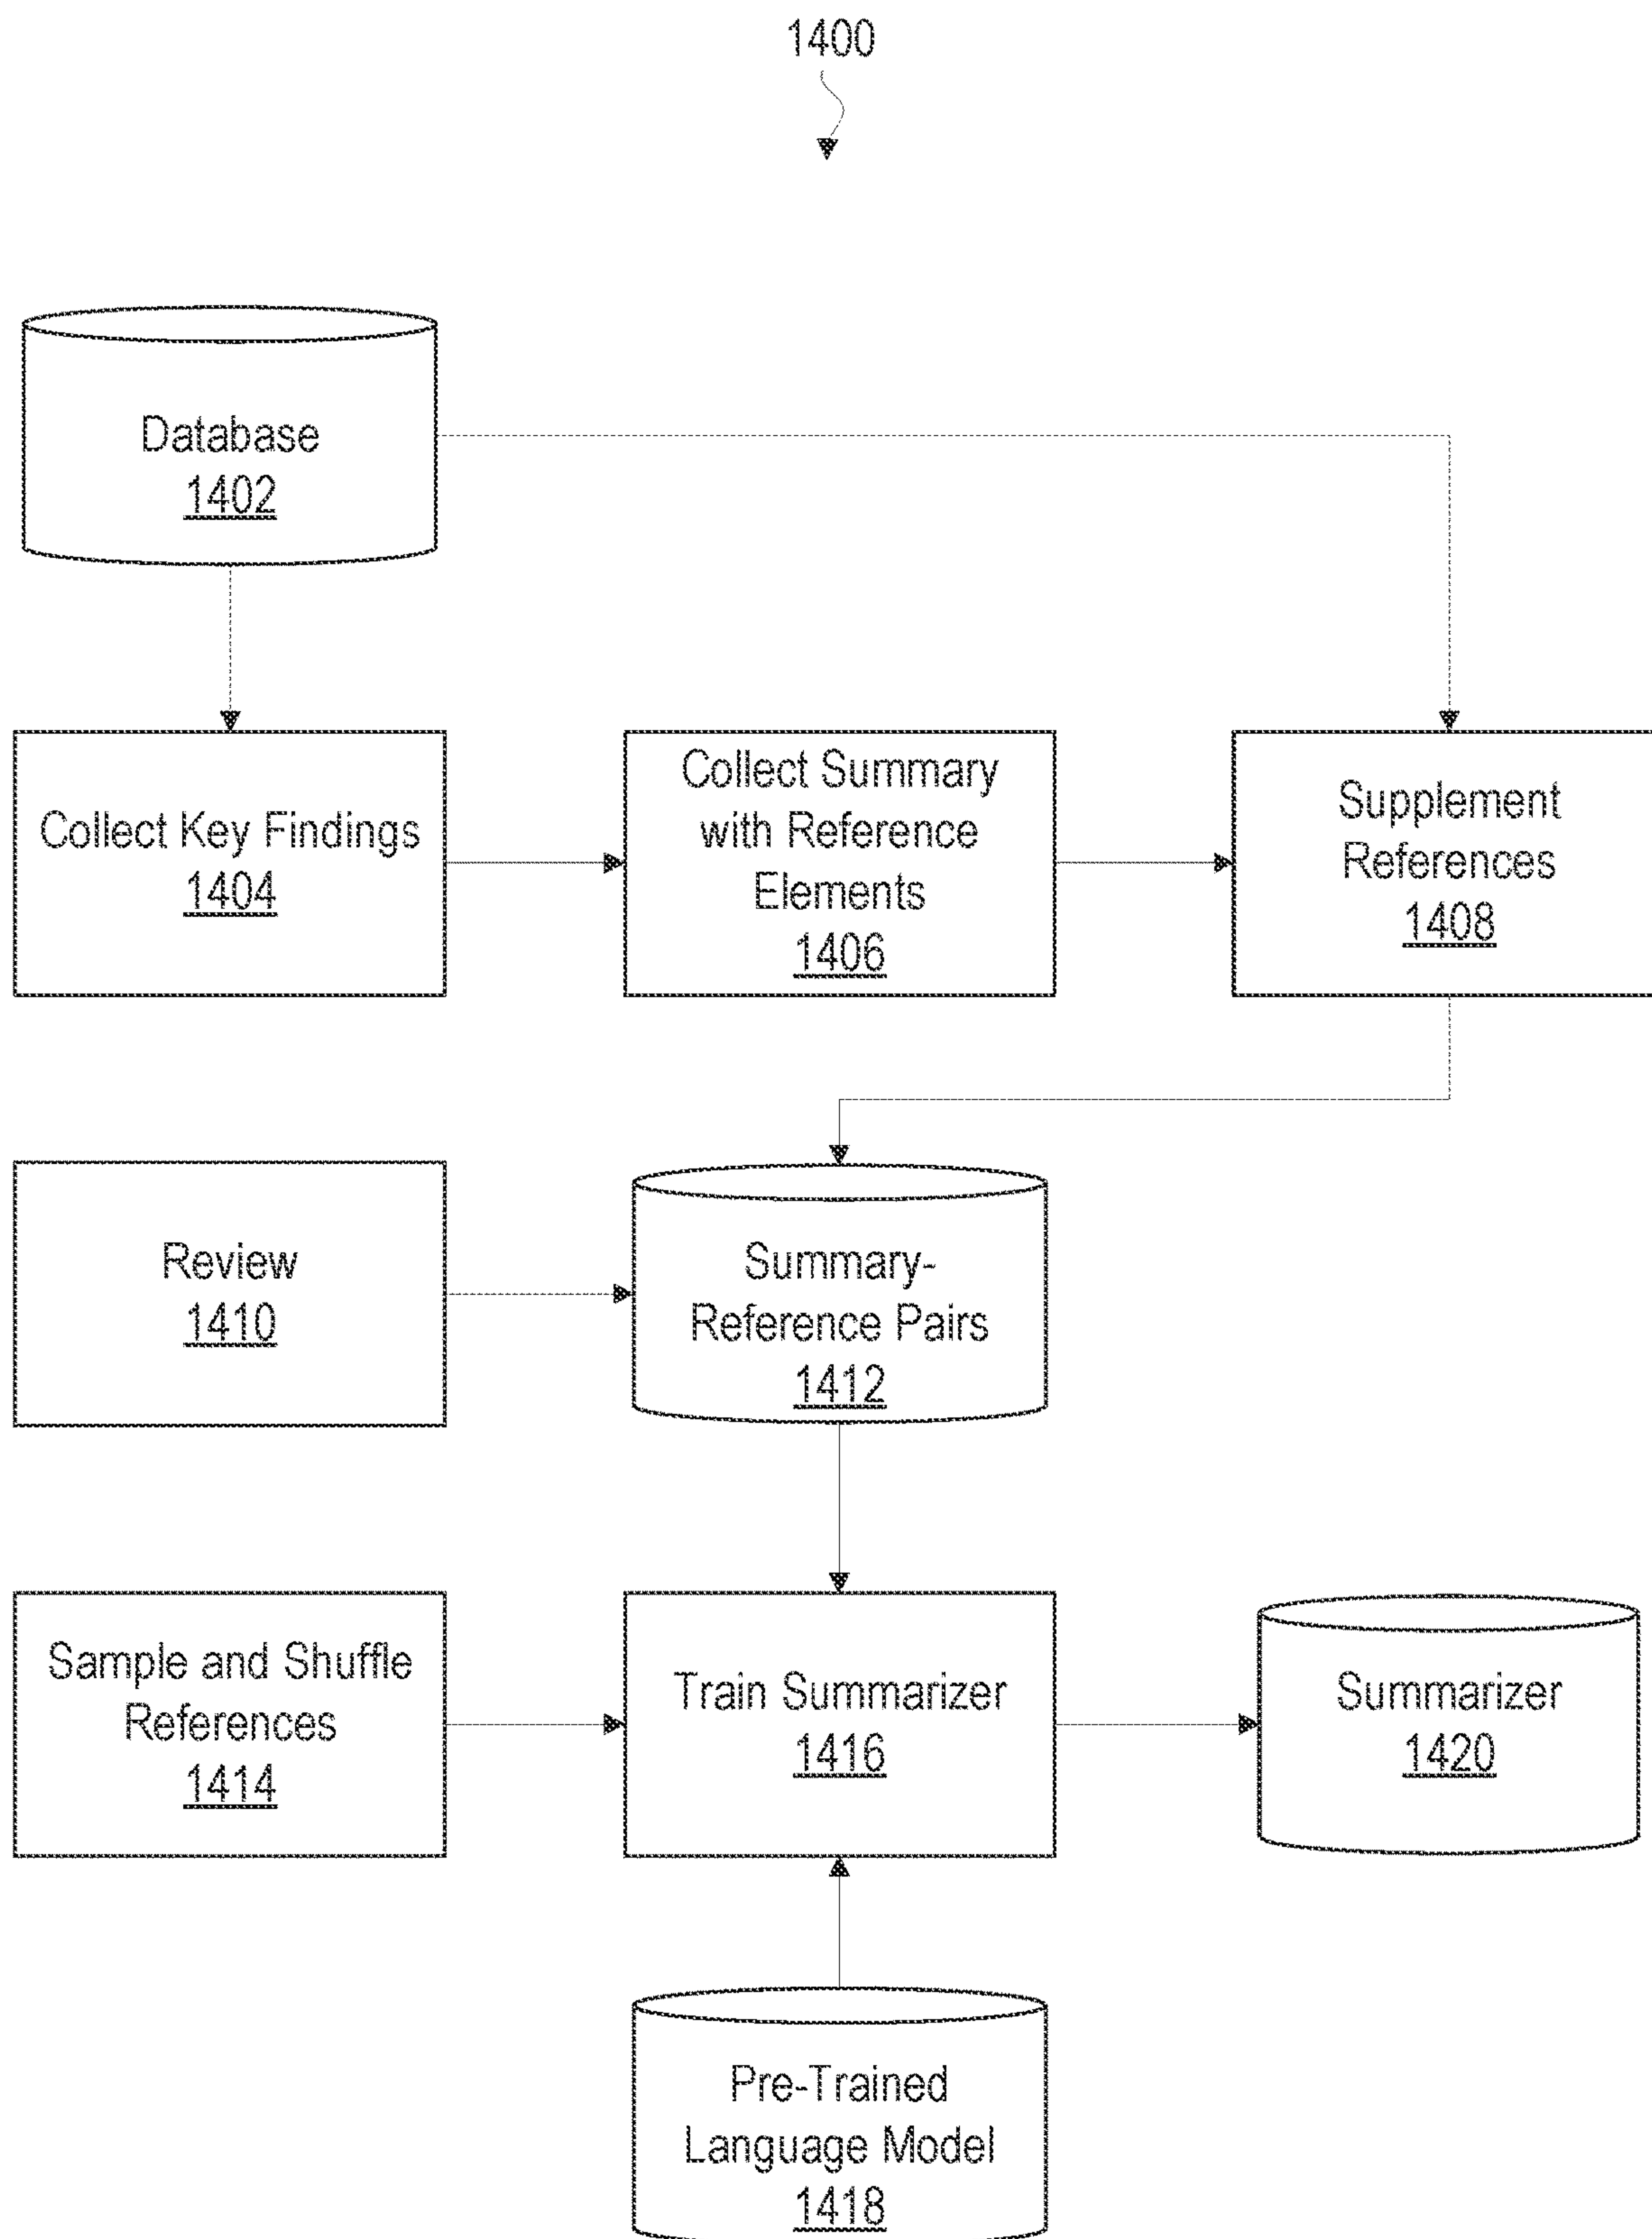 1400
Database
1402
Collect Key Findings
1404
Collect Summary
with Reference
Elements
1406
Supplement
References
1408
Review
1410
Summary-
Reference Pairs
1412
Sample and Shuffle
References
1414
Train Summarizer
1416
Summarizer
1420
Pre-Trained
Language Model
1418